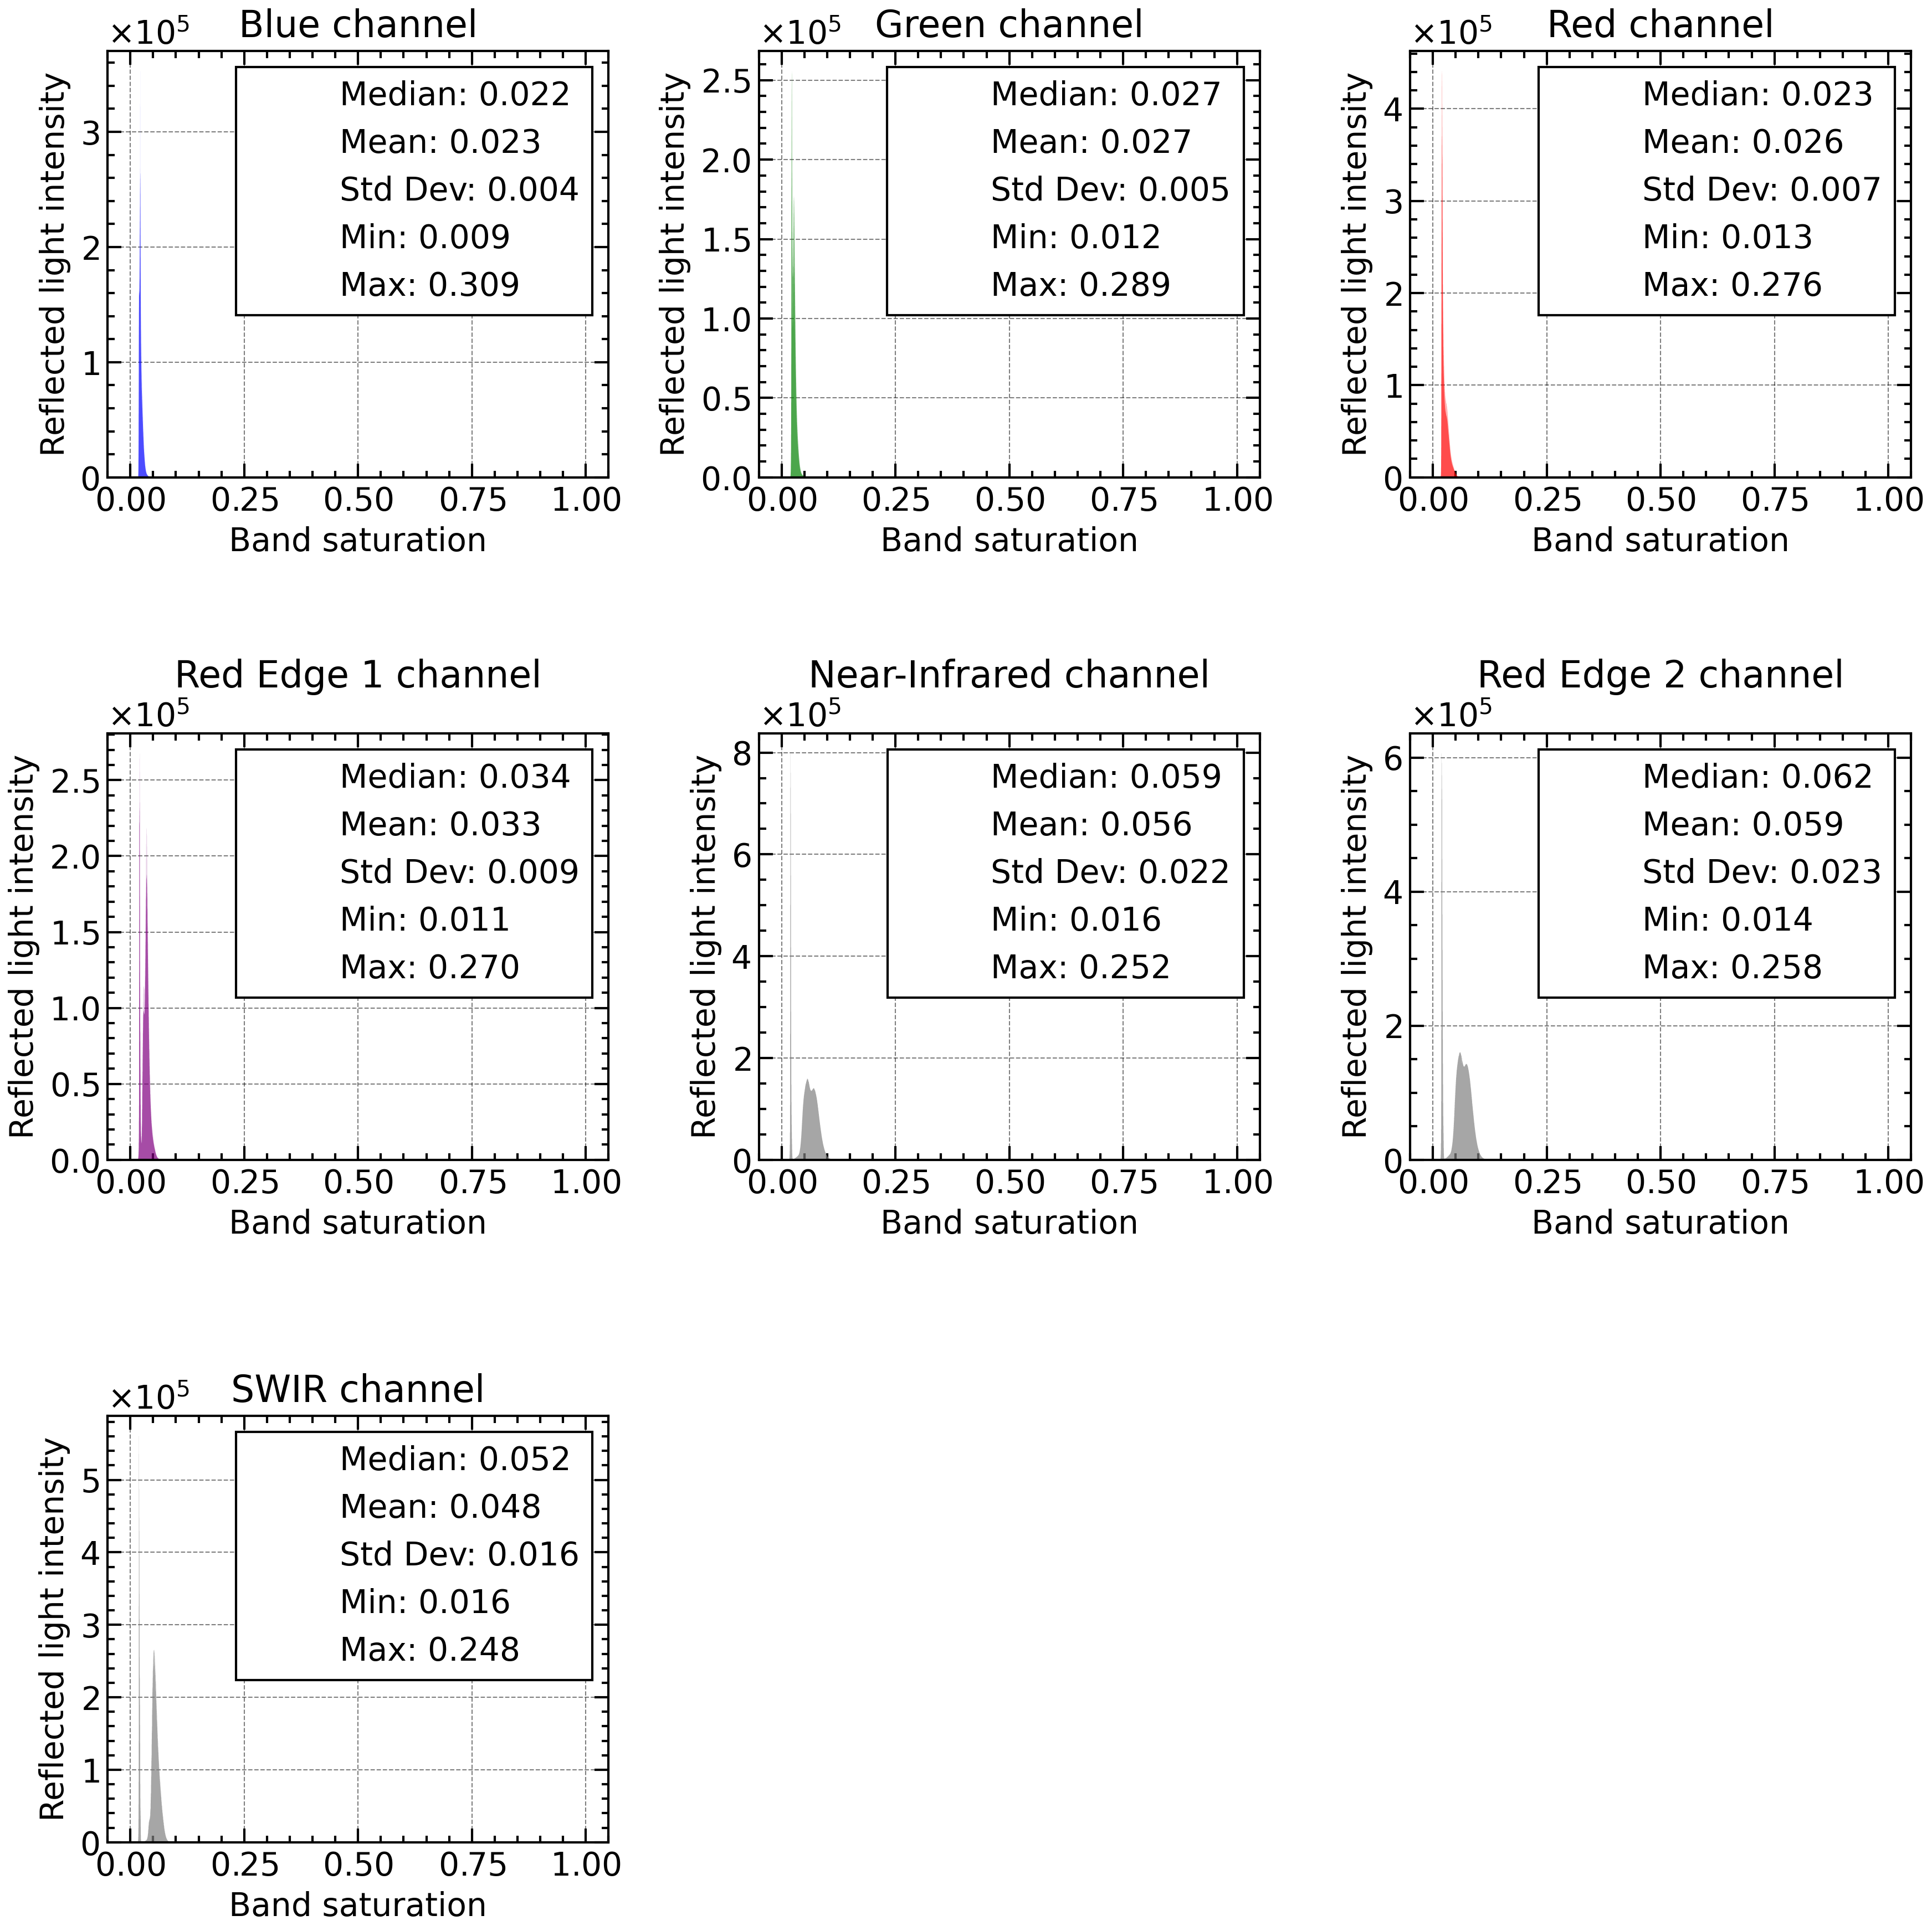 Blue channel
×10⁵
Reflected light intensity
3
2
1
0
Median: 0.022
Mean: 0.023
Std Dev: 0.004
Min: 0.009
Max: 0.309
0.00 0.25 0.50 0.75 1.00
Band saturation
Green channel
×10⁵
Reflected light intensity
2.5
2.0
1.5
1.0
0.5
0.0
Median: 0.027
Mean: 0.027
Std Dev: 0.005
Min: 0.012
Max: 0.289
0.00 0.25 0.50 0.75 1.00
Band saturation
Red channel
×10⁵
Reflected light intensity
4
3
2
1
0
Median: 0.023
Mean: 0.026
Std Dev: 0.007
Min: 0.013
Max: 0.276
0.00 0.25 0.50 0.75 1.00
Band saturation
Red Edge 1 channel
×10⁵
Reflected light intensity
2.5
2.0
1.5
1.0
0.5
0.0
Median: 0.034
Mean: 0.033
Std Dev: 0.009
Min: 0.011
Max: 0.270
0.00 0.25 0.50 0.75 1.00
Band saturation
Near-Infrared channel
×10⁵
Reflected light intensity
8
6
4
2
0
Median: 0.059
Mean: 0.056
Std Dev: 0.022
Min: 0.016
Max: 0.252
0.00 0.25 0.50 0.75 1.00
Band saturation
Red Edge 2 channel
×10⁵
Reflected light intensity
6
4
2
0
Median: 0.062
Mean: 0.059
Std Dev: 0.023
Min: 0.014
Max: 0.258
0.00 0.25 0.50 0.75 1.00
Band saturation
SWIR channel
×10⁵
Reflected light intensity
5
4
3
2
1
0
Median: 0.052
Mean: 0.048
Std Dev: 0.016
Min: 0.016
Max: 0.248
0.00 0.25 0.50 0.75 1.00
Band saturation